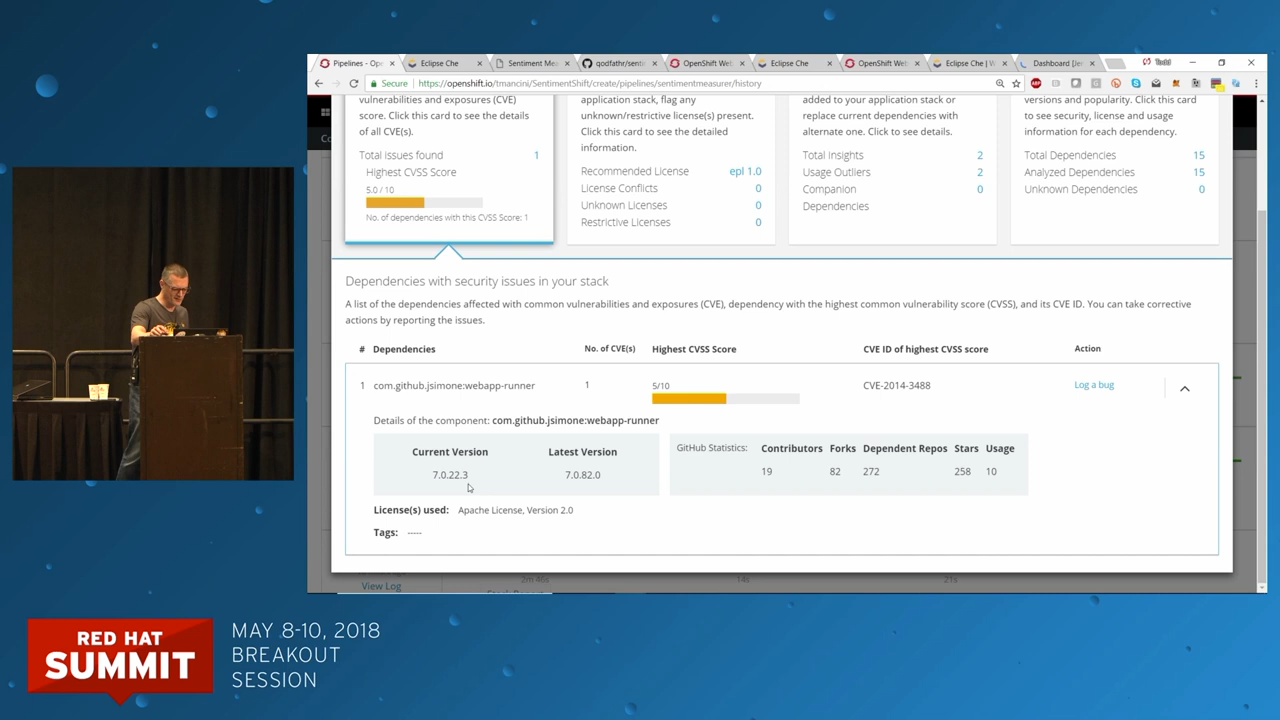 Pipelines - Ope
Eclipse Che
Sentiment Mea
qodfathr/senti
OpenShift Web
Eclipse Che
OpenShift Web
Eclipse Che | W
Dashboard [Jen
Todd
Secure
https://openshift.io/tmancini/SentimentShift/create/pipelines/sentimentmeasurer/history
Co
vulnerabilities and exposures (CVE)
score. Click this card to see the details
of all CVE(s).
Total issues found 1
Highest CVSS Score
5.0 / 10
No. of dependencies with this CVSS Score: 1
application stack, flag any
unknown/restrictive license(s) present.
Click this card to see the detailed
information.
Recommended License epl 1.0
License Conflicts 0
Unknown Licenses 0
Restrictive Licenses 0
added to your application stack or
replace current dependencies with
alternate one. Click to see details.
Total Insights 2
Usage Outliers 2
Companion 0
Dependencies
versions and popularity. Click this card
to see security, license and usage
information for each dependency.
Total Dependencies 15
Analyzed Dependencies 15
Unknown Dependencies 0
Dependencies with security issues in your stack
A list of the dependencies affected with common vulnerabilities and exposures (CVE), dependency with the highest common vulnerability score (CVSS), and its CVE ID. You can take corrective
actions by reporting the issues.
# Dependencies No. of CVE(s) Highest CVSS Score CVE ID of highest CVSS score Action
1 com.github.jsimone:webapp-runner 1 5/10 CVE-2014-3488 Log a bug
Details of the component: com.github.jsimone:webapp-runner
Current Version Latest Version
7.0.22.3 7.0.82.0
GitHub Statistics: Contributors Forks Dependent Repos Stars Usage
19 82 272 258 10
License(s) used: Apache License, Version 2.0
Tags: -----
2m 46s 14s 21s
View Log
RED HAT
SUMMIT
MAY 8-10, 2018
BREAKOUT
SESSION